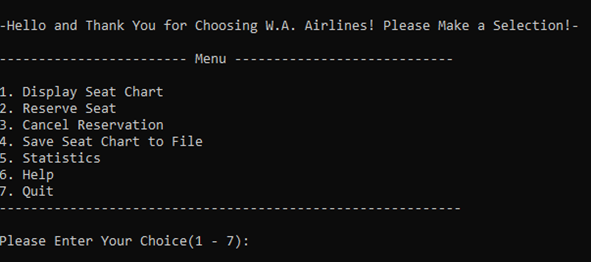 -Hello and Thank You for Choosing W.A. Airlines! Please Make a Selection!-
------------------------ Menu ----------------------------
1. Display Seat Chart
2. Reserve Seat
3. Cancel Reservation
4. Save Seat Chart to File
5. Statistics
6. Help
7. Quit
------------------------------------------------------------
Please Enter Your Choice(1 - 7):